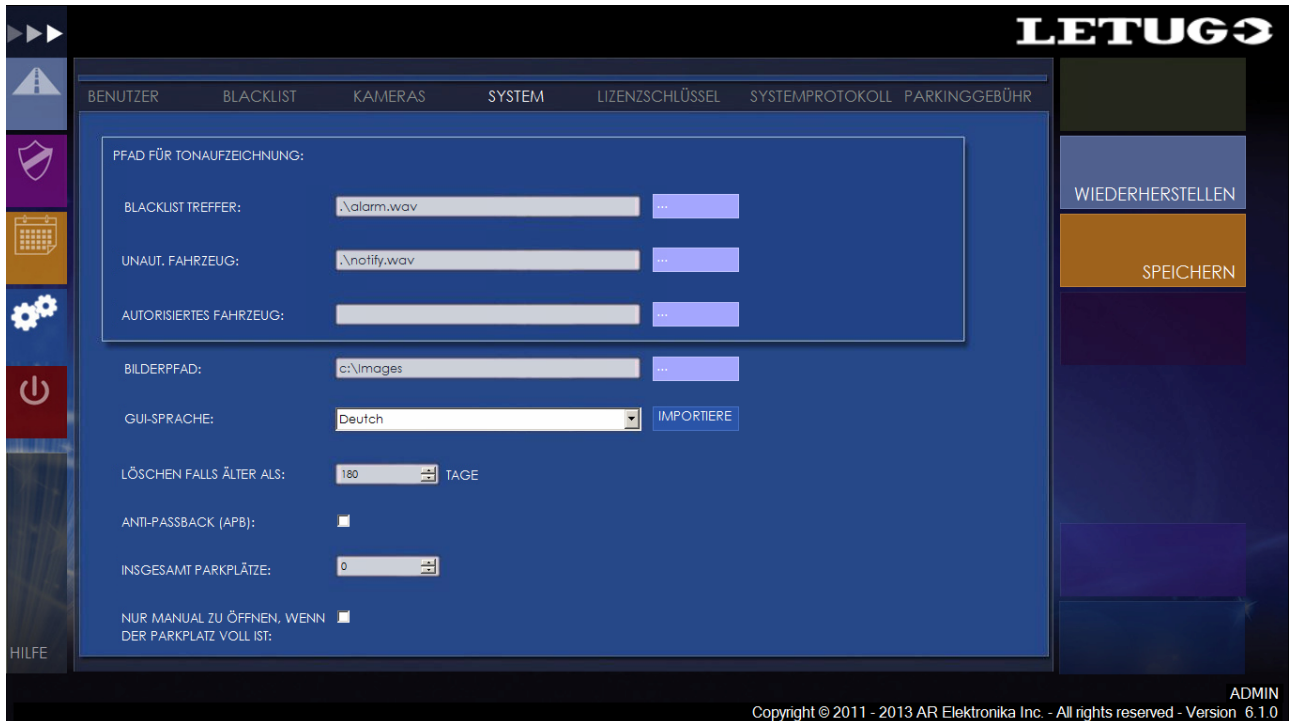 LETUGO
BENUTZER BLACKLIST KAMERAS SYSTEM LIZENZSCHLÜSSEL SYSTEMPROTOKOLL PARKINGGEBÜHR
PFAD FÜR TONAUFZEICHNUNG:
BLACKLIST TREFFER: .\alarm.wav ...
UNAUT. FAHRZEUG: .\notify.wav ...
AUTORISIERTES FAHRZEUG: ...
BILDERPFAD: c:\Images ...
GUI-SPRACHE: Deutch IMPORTIERE
LÖSCHEN FALLS ÄLTER ALS: 180 TAGE
ANTI-PASSBACK (APB):
INSGESAMT PARKPLÄTZE: 0
NUR MANUAL ZU ÖFFNEN, WENN
DER PARKPLATZ VOLL IST:
WIEDERHERSTELLEN
SPEICHERN
HILFE
ADMIN
Copyright © 2011 - 2013 AR Elektronika Inc. - All rights reserved - Version 6.1.0